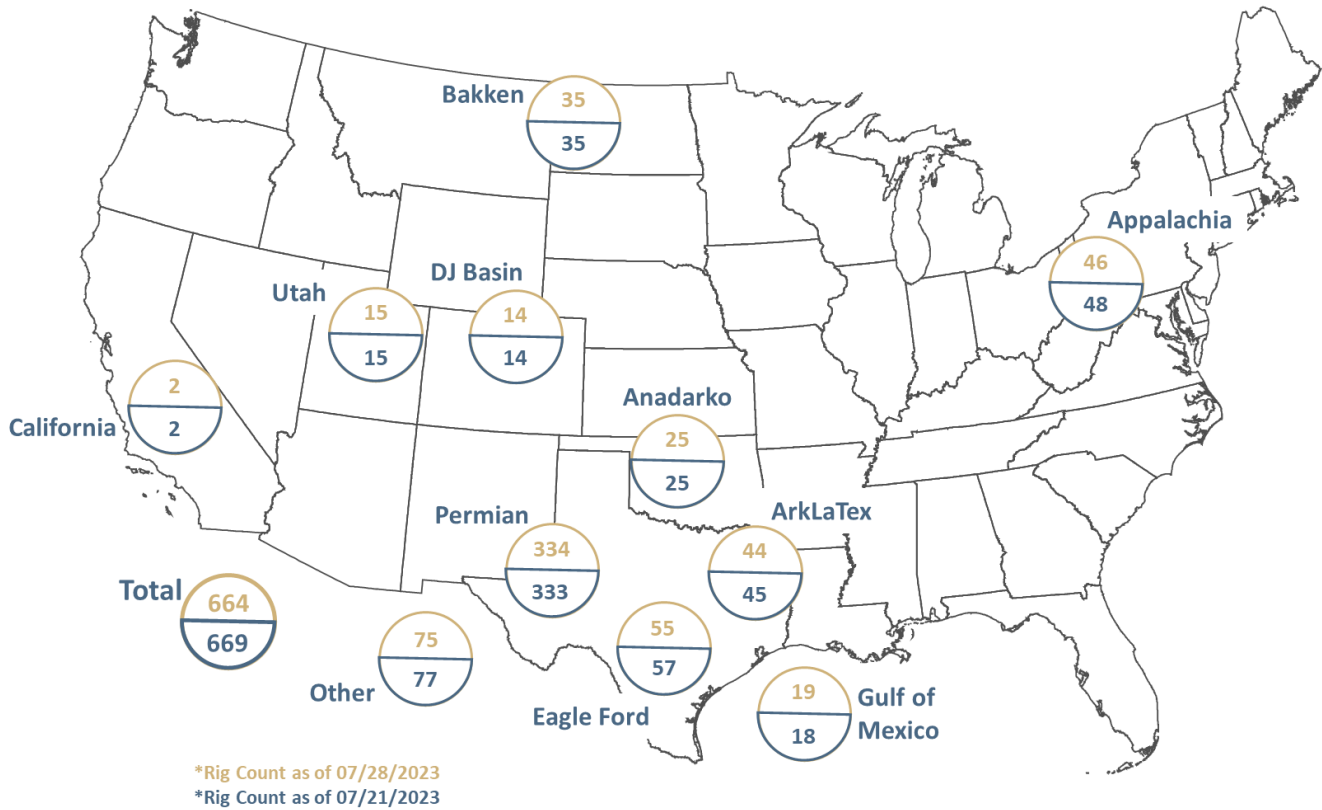 Bakken
35
35
Appalachia
46
48
DJ Basin
14
14
Utah
15
15
California
2
2
Anadarko
25
25
ArkLaTex
44
45
Permian
334
333
Total
664
669
Other
75
77
Eagle Ford
55
57
Gulf of
Mexico
19
18
*Rig Count as of 07/28/2023
*Rig Count as of 07/21/2023